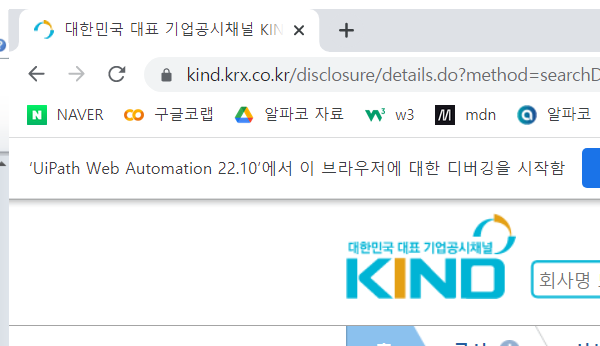 대한민국 대표 기업공시채널 KIN
kind.krx.co.kr/disclosure/details.do?method=searchD
NAVER 구글코랩 알파코 자료 w3 mdn 알파코
'UiPath Web Automation 22.10'에서 이 브라우저에 대한 디버깅을 시작함
대한민국 대표 기업공시채널
KIND
회사명